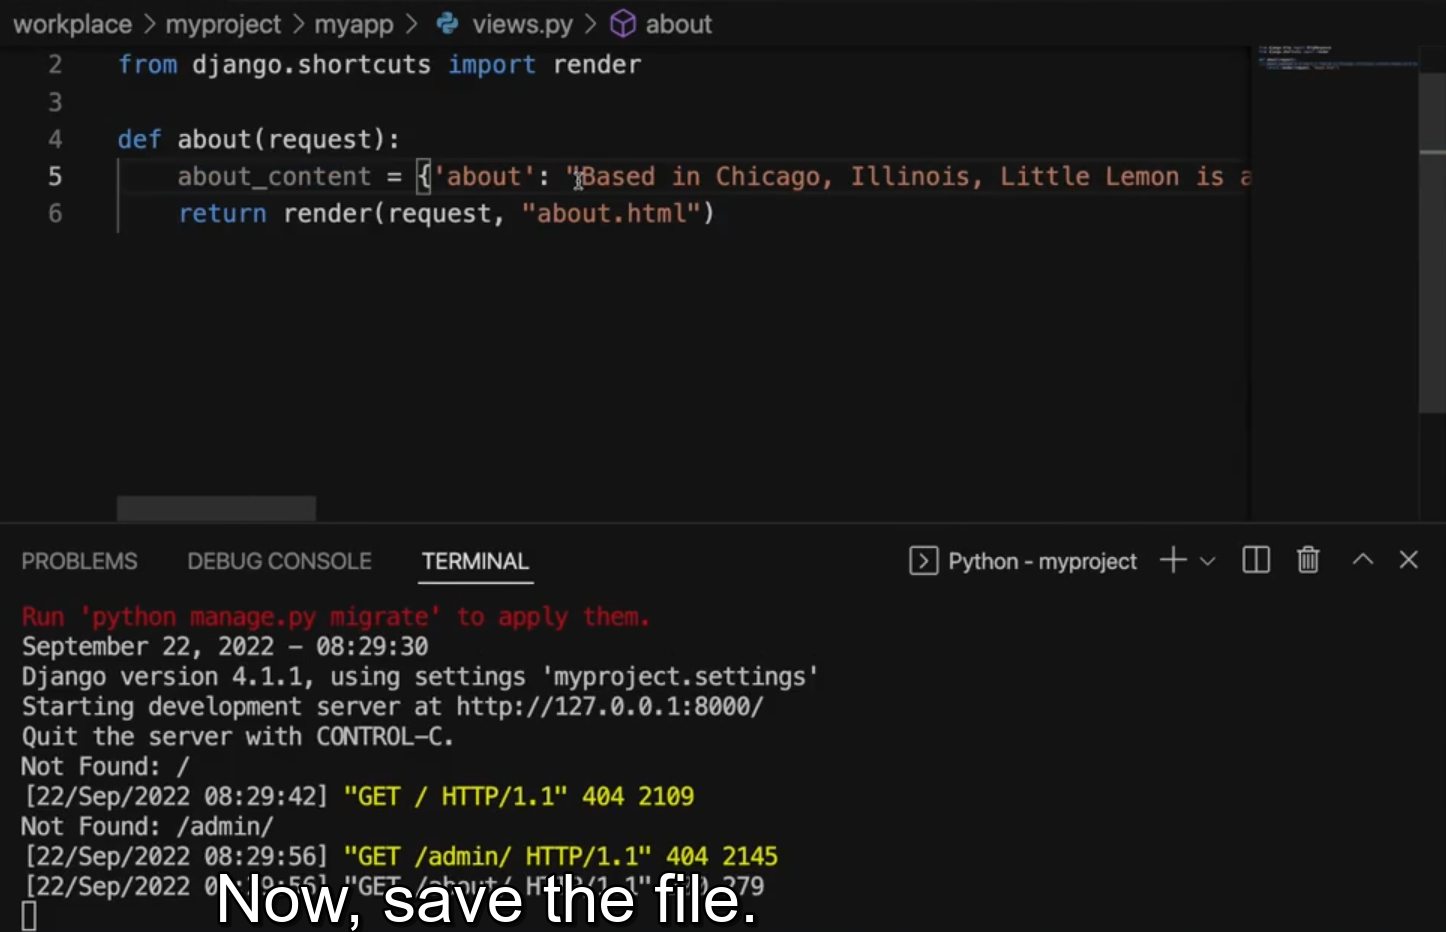 workplace > myproject > myapp > views.py > about
2 from django.shortcuts import render
3
4 def about(request):
5 about_content = {'about': "Based in Chicago, Illinois, Little Lemon is a
6 return render(request, "about.html")
PROBLEMS DEBUG CONSOLE TERMINAL Python - myproject
Run 'python manage.py migrate' to apply them.
September 22, 2022 - 08:29:30
Django version 4.1.1, using settings 'myproject.settings'
Starting development server at http://127.0.0.1:8000/
Quit the server with CONTROL-C.
Not Found: /
[22/Sep/2022 08:29:42] "GET / HTTP/1.1" 404 2109
Not Found: /admin/
[22/Sep/2022 08:29:56] "GET /admin/ HTTP/1.1" 404 2145
[22/Sep/2022 "GET /about/ HTTP/1.1" 279
Now, save the file.